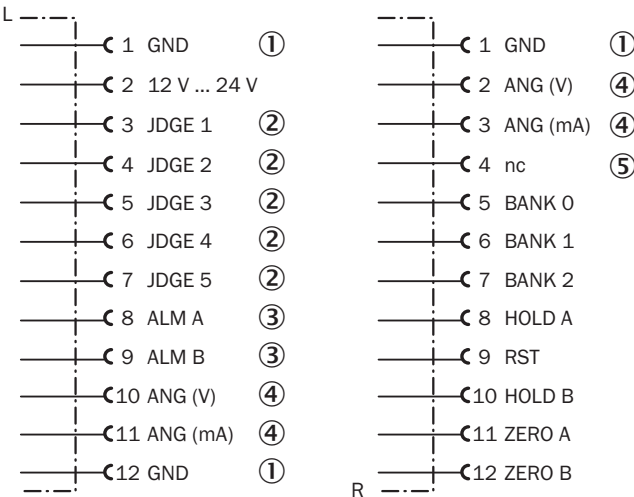 L
1 GND ①
2 12 V ... 24 V
3 JDGE 1 ②
4 JDGE 2 ②
5 JDGE 3 ②
6 JDGE 4 ②
7 JDGE 5 ②
8 ALM A ③
9 ALM B ③
10 ANG (V) ④
11 ANG (mA) ④
12 GND ①
1 GND ①
2 ANG (V) ④
3 ANG (mA) ④
4 nc ⑤
5 BANK 0
6 BANK 1
7 BANK 2
8 HOLD A
9 RST
10 HOLD B
11 ZERO A
12 ZERO B
R